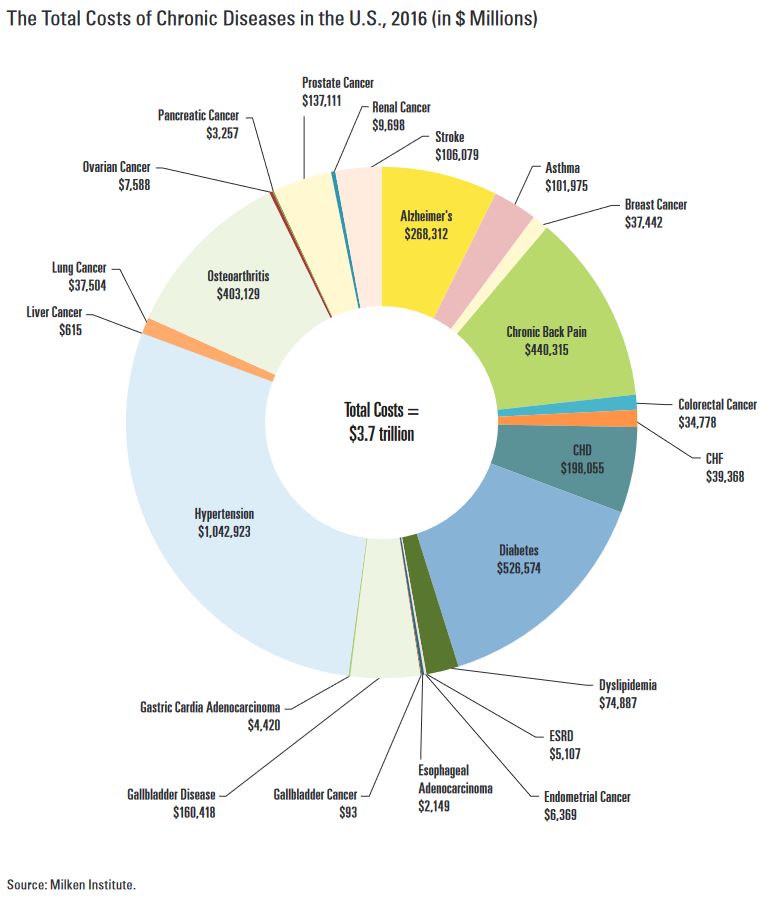 The Total Costs of Chronic Diseases in the U.S., 2016 (in $ Millions)
Prostate Cancer
$137,111
Renal Cancer
$9,698
Pancreatic Cancer
$3,257
Stroke
$106,079
Ovarian Cancer
$7,588
Asthma
$101,975
Breast Cancer
$37,442
Alzheimer's
$268,312
Lung Cancer
$37,504
Osteoarthritis
$403,129
Liver Cancer
$615
Chronic Back Pain
$440,315
Total Costs =
$3.7 trillion
Colorectal Cancer
$34,778
CHF
$39,368
CHD
$198,055
Hypertension
$1,042,923
Diabetes
$526,574
Dyslipidemia
$74,887
Gastric Cardia Adenocarcinoma
$4,420
ESRD
$5,107
Esophageal
Adenocarcinoma
$2,149
Gallbladder Disease
$160,418
Gallbladder Cancer
$93
Endometrial Cancer
$6,369
Source: Milken Institute.